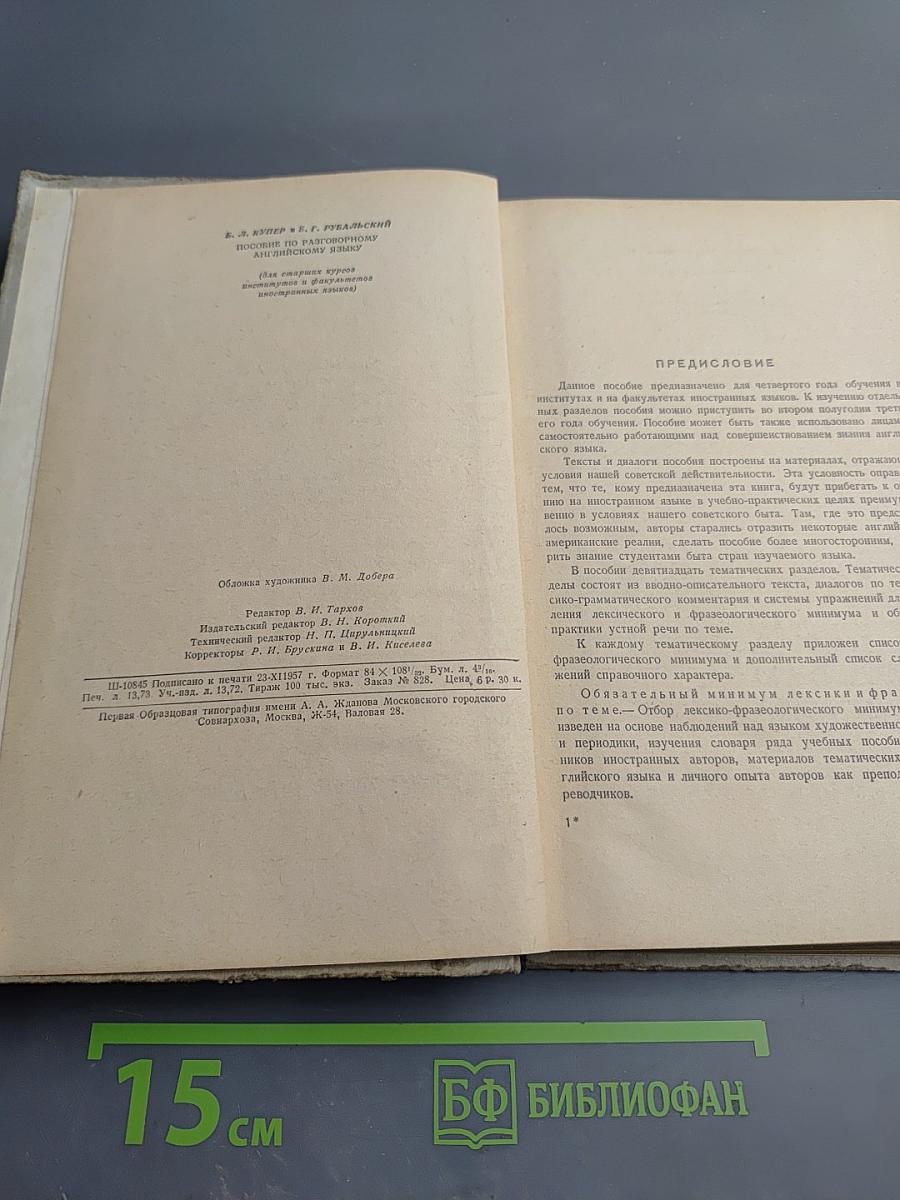 Б. Л. КУПЕР и Е. Г. РУБАЛЬСКИЙ
ПОСОБИЕ ПО РАЗГОВОРНОМУ
АНГЛИЙСКОМУ ЯЗЫКУ
(для старших курсов
институтов и факультетов
иностранных языков)
Обложка художника В. М. Добера
Редактор В. И. Тархов
Издательский редактор В. Н. Короткий
Технический редактор Н. П. Цирульницкий
Корректоры Р. И. Брускина и В. И. Киселева
Ш-10845 Подписано к печати 23-XI1957 г. Формат 84 × 108¹/₃₂. Бум. л. 4³/₁₆.
Печ. л. 13,73 Уч.-изд. л. 13,72. Тираж 100 тыс. экз. Заказ № 828. Цена 6 р. 30 к.
Первая Образцовая типография имени А. А. Жданова Московского городского
Совнархоза, Москва, Ж-54, Валовая 28.
ПРЕДИСЛОВИЕ
Данное пособие предназначено для четвертого года обучения в
институтах и на факультетах иностранных языков. К изучению отдель
ных разделов пособия можно приступить во втором полугодии трет
его года обучения. Пособие может быть также использовано лицам
самостоятельно работающими над совершенствованием знания англи
ского языка.
Тексты и диалоги пособия построены на материалах, отражаю
условия нашей советской действительности. Эта условность оправ
тем, что те, кому предназначена эта книга, будут прибегать к о
нию на иностранном языке в учебно-практических целях преимущ
венно в условиях нашего советского быта. Там, где это предс
лось возможным, авторы старались отразить некоторые англий
американские реалии, сделать пособие более многосторонним,
рить знание студентами быта стран изучаемого языка.
В пособии девятнадцать тематических разделов. Тематичес
делы состоят из вводно-описательного текста, диалогов по те
сико-грамматического комментария и системы упражнений дл
ления лексического и фразеологического минимума и об
практики устной речи по теме.
К каждому тематическому разделу приложен список
фразеологического минимума и дополнительный список сл
жений справочного характера.
Обязательный минимум лексики и фра
по теме.— Отбор лексико-фразеологического минимум
изведен на основе наблюдений над языком художественно
и периодики, изучения словаря ряда учебных пособи
ников иностранных авторов, материалов тематических
глийского языка и личного опыта авторов как препод
реводчиков.
1*
15 см
БФ БИБЛИОФАН